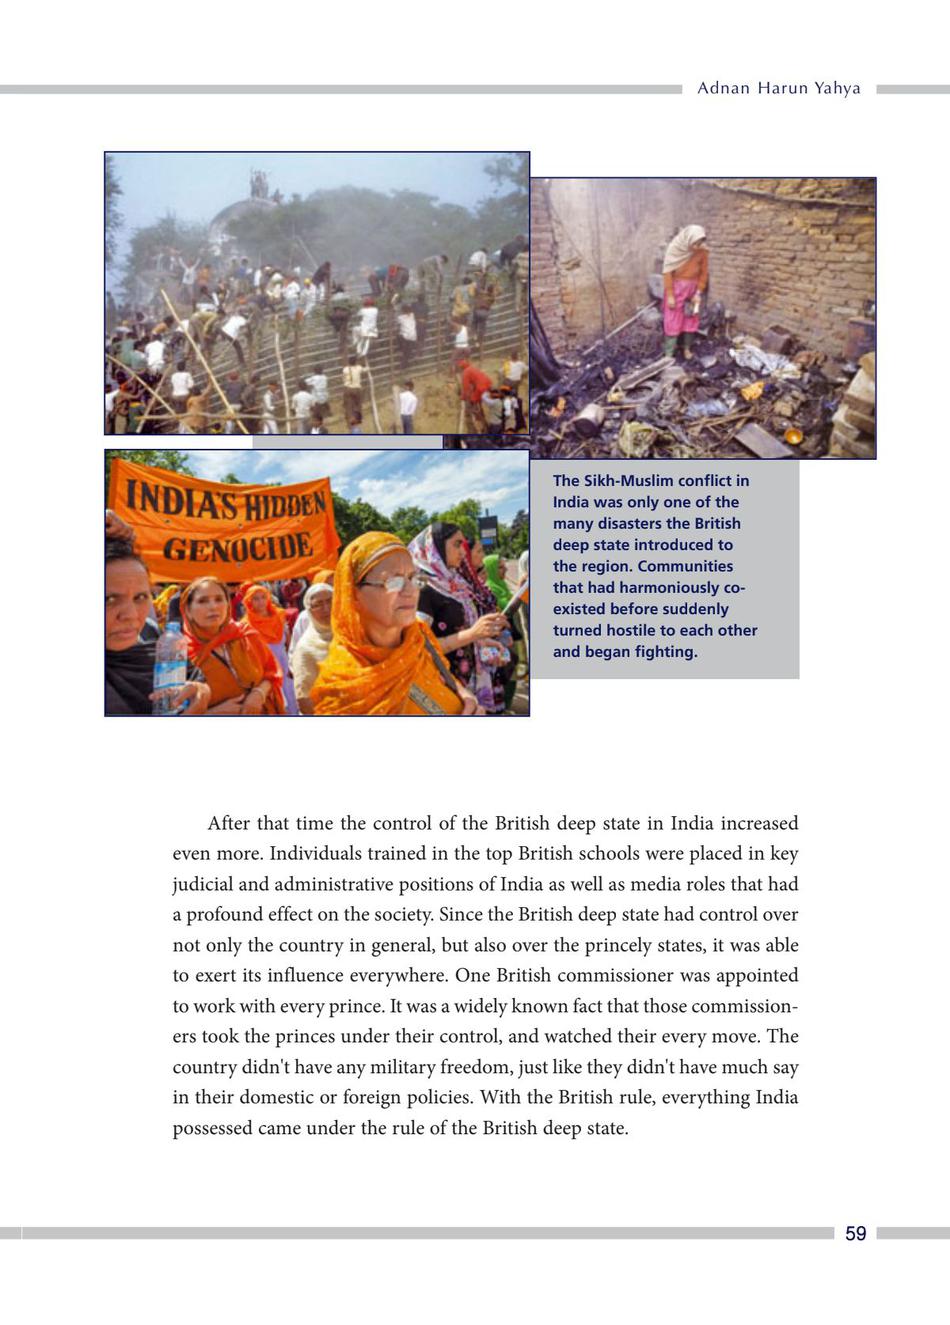 Adnan Harun Yahya
INDIA'S HIDDEN
GENOCIDE
The Sikh-Muslim conflict in
India was only one of the
many disasters the British
deep state introduced to
the region. Communities
that had harmoniously co-
existed before suddenly
turned hostile to each other
and began fighting.
After that time the control of the British deep state in India increased
even more. Individuals trained in the top British schools were placed in key
judicial and administrative positions of India as well as media roles that had
a profound effect on the society. Since the British deep state had control over
not only the country in general, but also over the princely states, it was able
to exert its influence everywhere. One British commissioner was appointed
to work with every prince. It was a widely known fact that those commission-
ers took the princes under their control, and watched their every move. The
country didn't have any military freedom, just like they didn't have much say
in their domestic or foreign policies. With the British rule, everything India
possessed came under the rule of the British deep state.
59